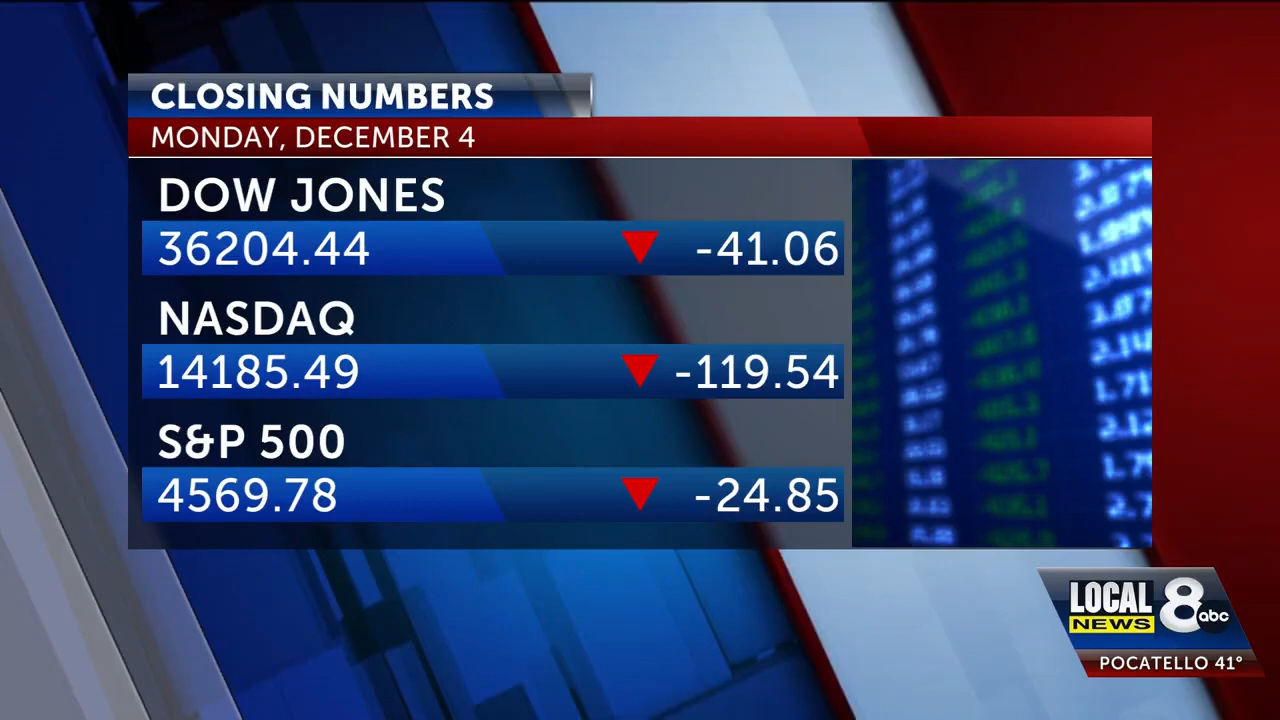 CLOSING NUMBERS
MONDAY, DECEMBER 4
DOW JONES
36204.44 -41.06
NASDAQ
14185.49 -119.54
S&P 500
4569.78 -24.85
LOCAL
NEWS
8
abc
POCATELLO 41°